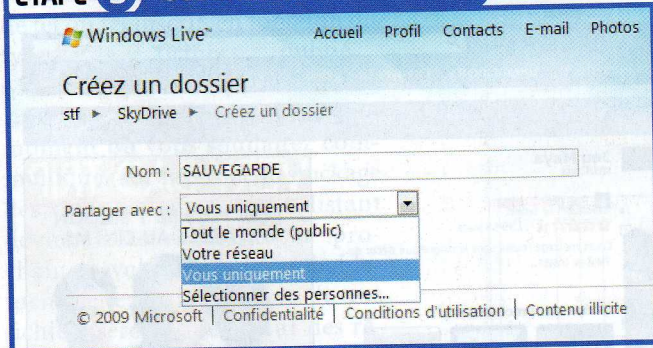 Windows Live™ Accueil Profil Contacts E-mail Photos
Créez un dossier
stf ► SkyDrive ► Créez un dossier
Nom : SAUVEGARDE
Partager avec : Vous uniquement
Tout le monde (public)
Votre réseau
Vous uniquement
Sélectionner des personnes...
© 2009 Microsoft | Confidentialité | Conditions d'utilisation | Contenu illicite